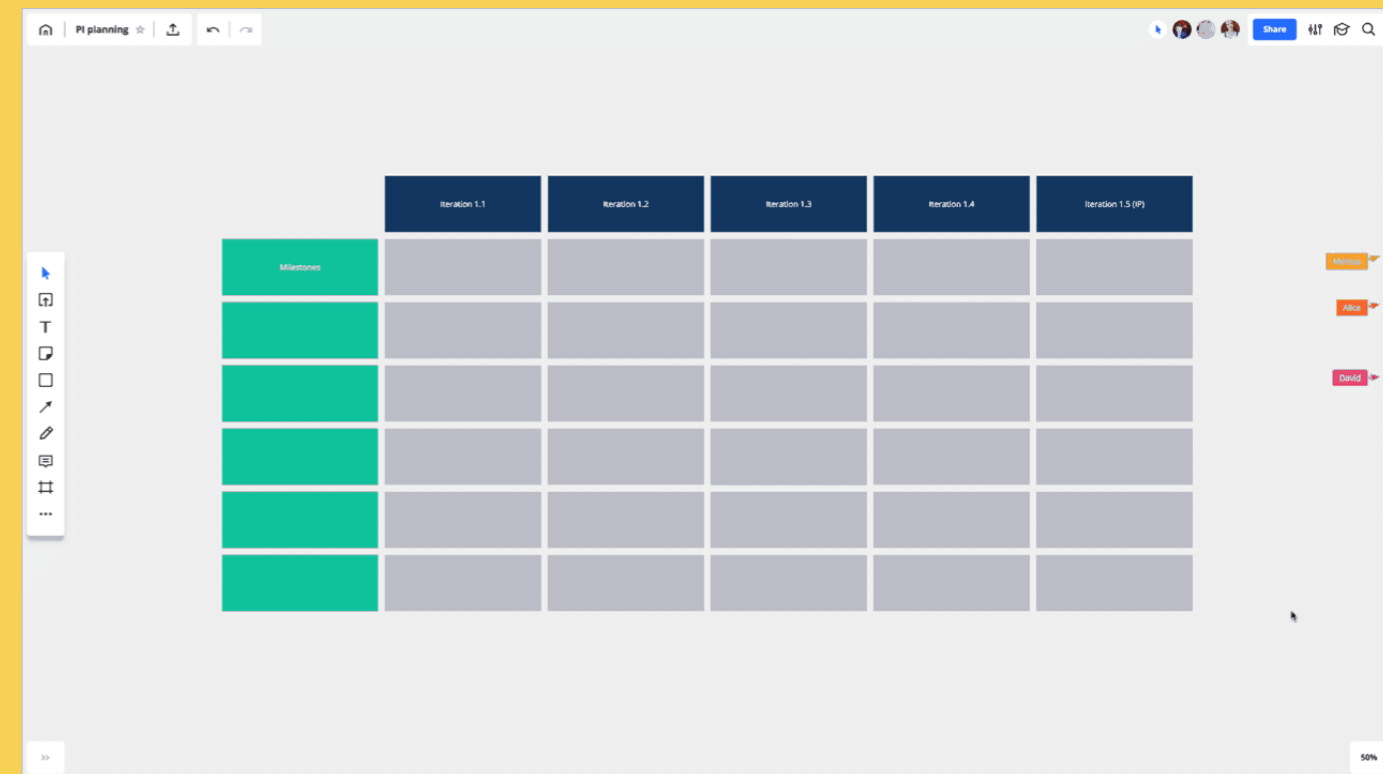 PI planning
Share
Iteration 1.1
Iteration 1.2
Iteration 1.3
Iteration 1.4
Iteration 1.5 (IP)
Milestones
Alice
David
50%